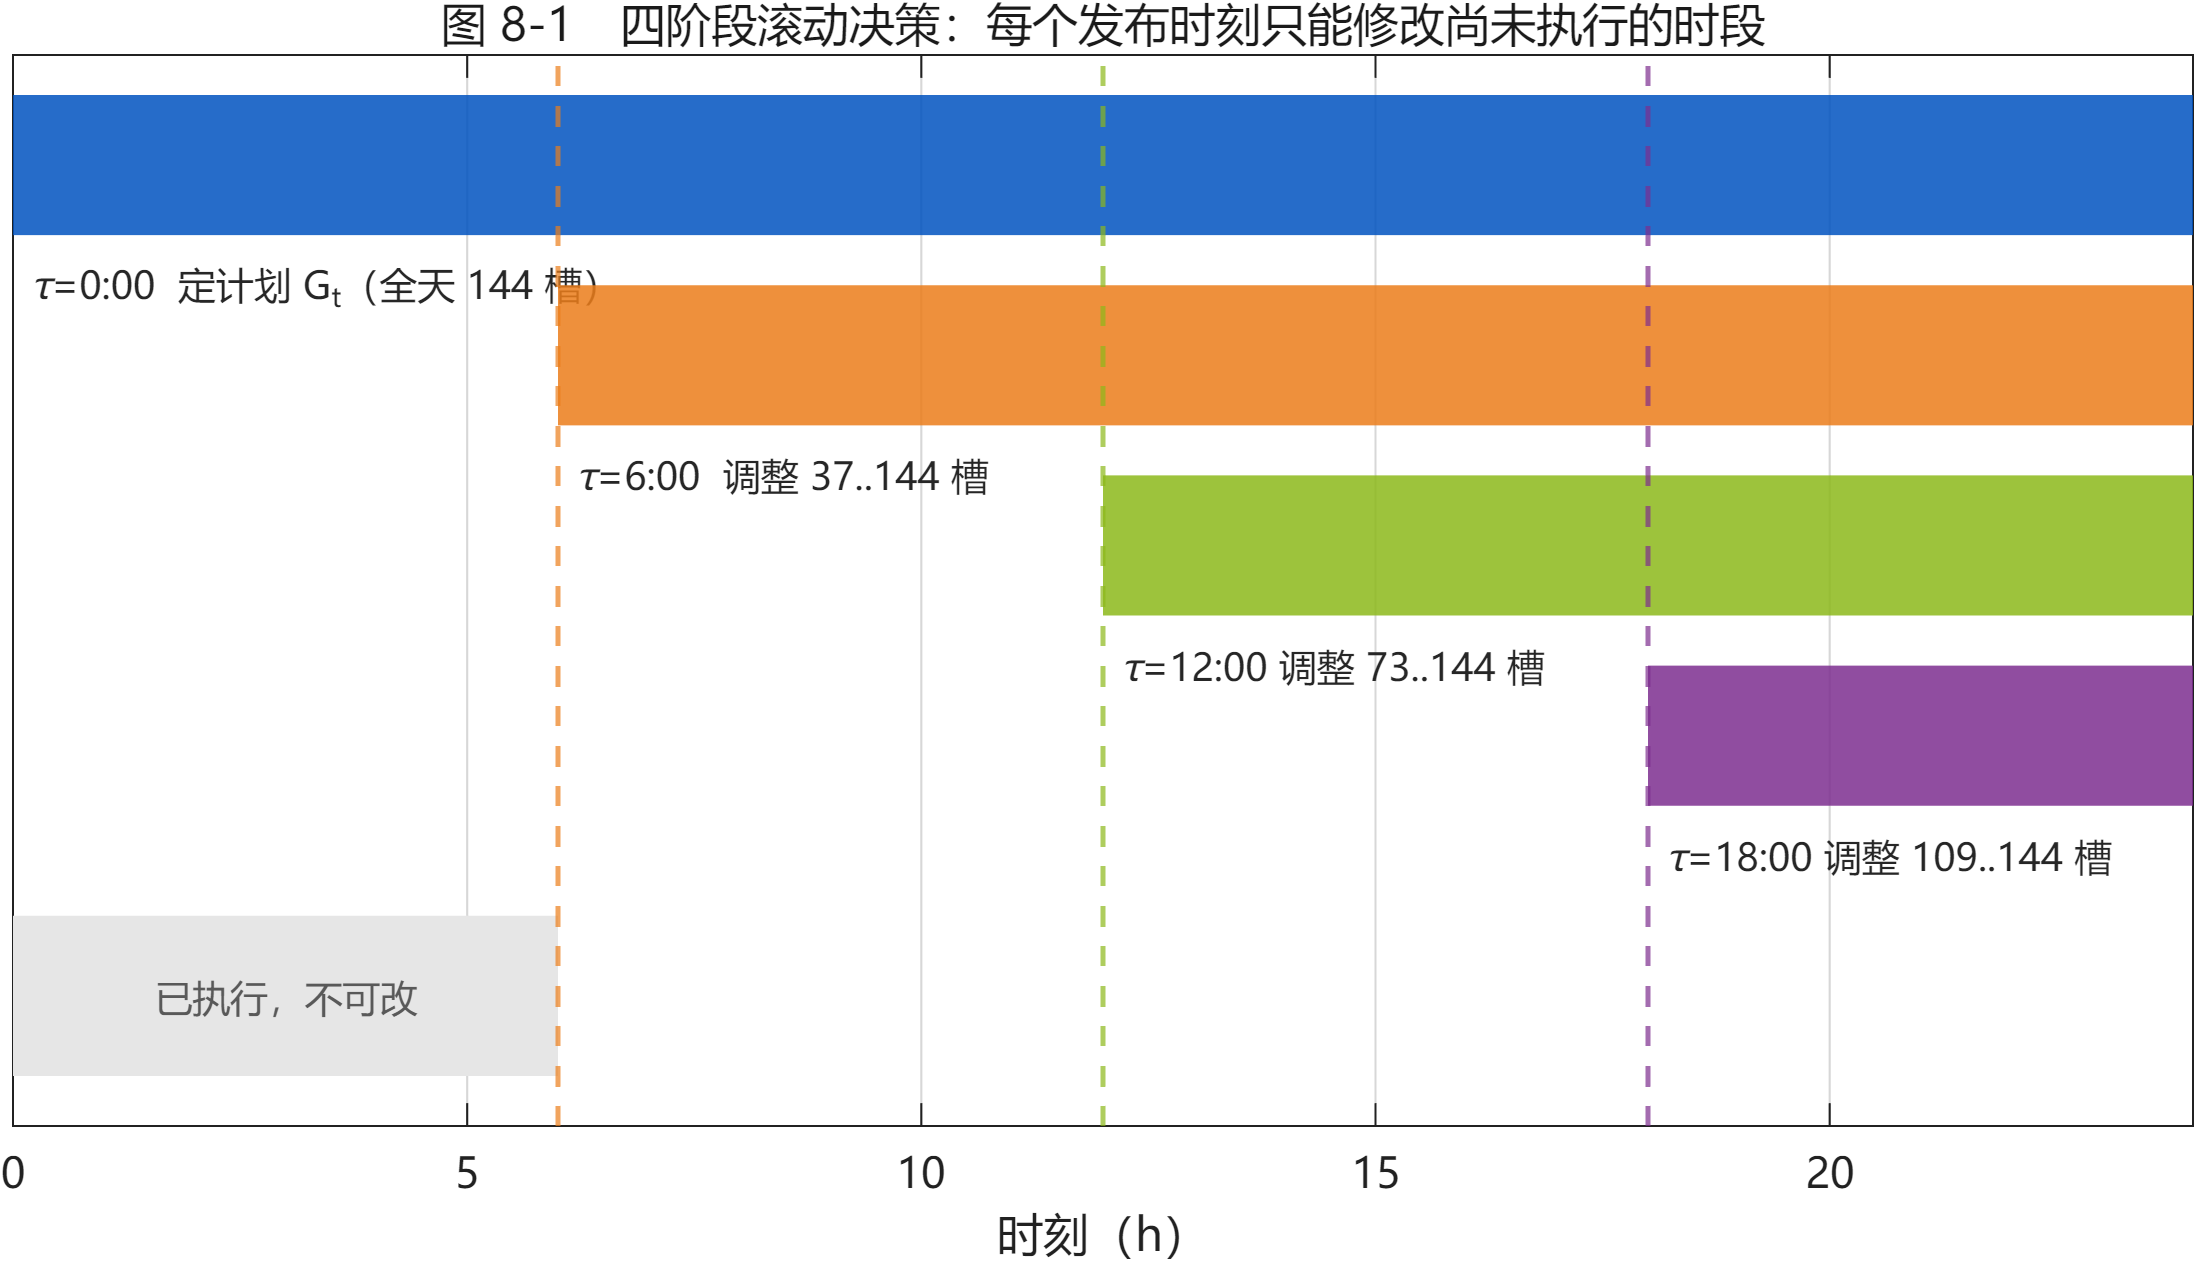 图 8-1　四阶段滚动决策：每个发布时刻只能修改尚未执行的时段
τ=0:00 定计划 Gt（全天 144 槽）
τ=6:00 调整 37..144 槽
τ=12:00 调整 73..144 槽
τ=18:00 调整 109..144 槽
已执行，不可改
0 5 10 15 20
时刻（h）